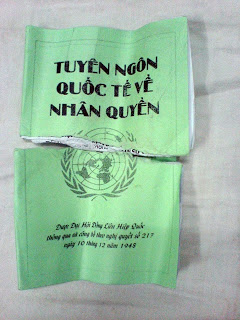 TUYÊN NGÔN
QUỐC TẾ VỀ
NHÂN QUYỀN
Được Đại Hội Đồng Liên Hiệp Quốc
thông qua và công bố theo nghị quyết số 217
ngày 10 tháng 12 năm 1948